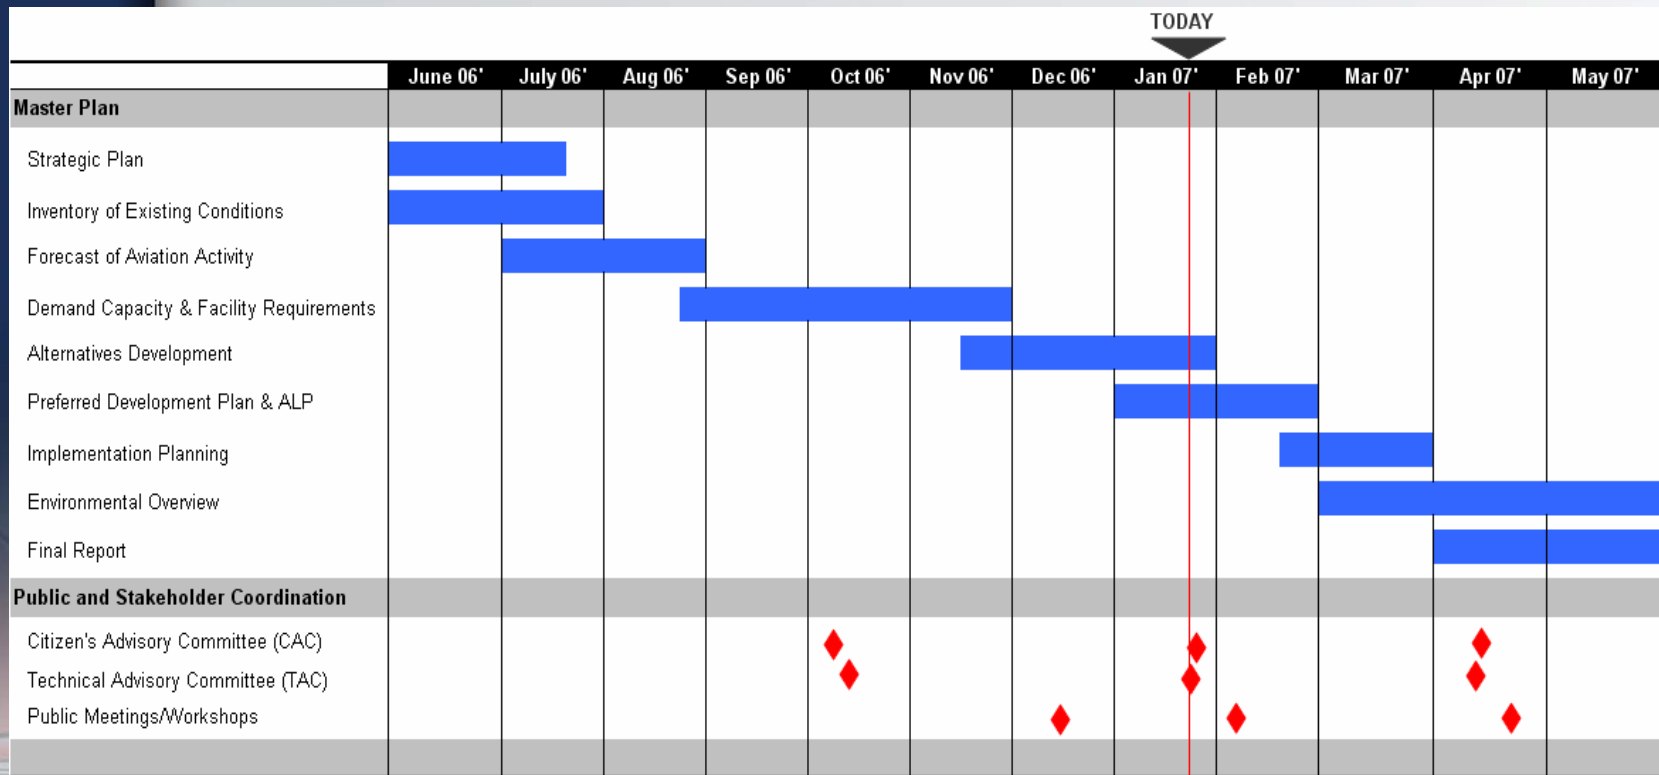 TODAY
June 06' July 06' Aug 06' Sep 06' Oct 06' Nov 06' Dec 06' Jan 07' Feb 07' Mar 07' Apr 07' May 07'
Master Plan
Strategic Plan
Inventory of Existing Conditions
Forecast of Aviation Activity
Demand Capacity & Facility Requirements
Alternatives Development
Preferred Development Plan & ALP
Implementation Planning
Environmental Overview
Final Report
Public and Stakeholder Coordination
Citizen's Advisory Committee (CAC)
Technical Advisory Committee (TAC)
Public Meetings/Workshops